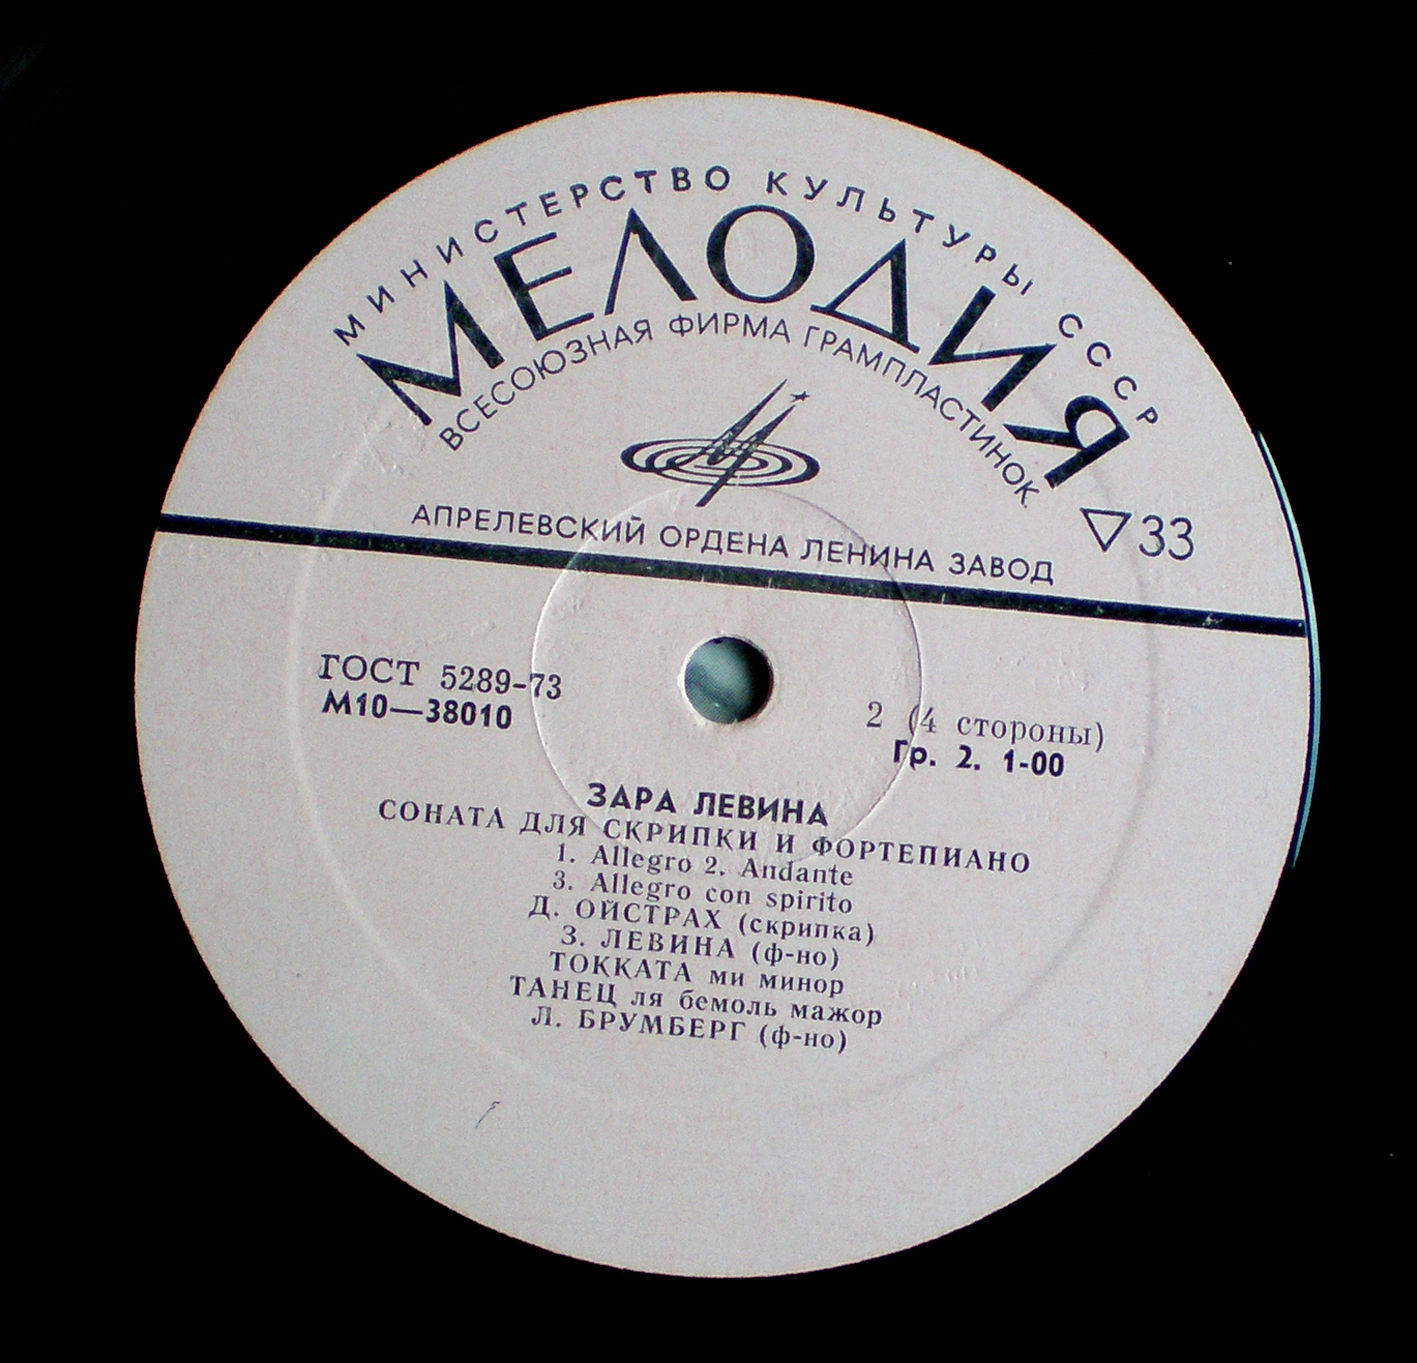 МИНИСТЕРСТВО КУЛЬТУРЫ СССР
МЕЛОДИЯ
ВСЕСОЮЗНАЯ ФИРМА ГРАМПЛАСТИНОК
АПРЕЛЕВСКИЙ ОРДЕНА ЛЕНИНА ЗАВОД
▽33
ГОСТ 5289-73
М10—38010
2 (4 стороны)
Гр. 2. 1-00
ЗАРА ЛЕВИНА
СОНАТА ДЛЯ СКРИПКИ И ФОРТЕПИАНО
1. Allegro 2. Andante
3. Allegro con spirito
Д. ОЙСТРАХ (скрипка)
З. ЛЕВИНА (ф-но)
ТОККАТА ми минор
ТАНЕЦ ля бемоль мажор
Л. БРУМБЕРГ (ф-но)